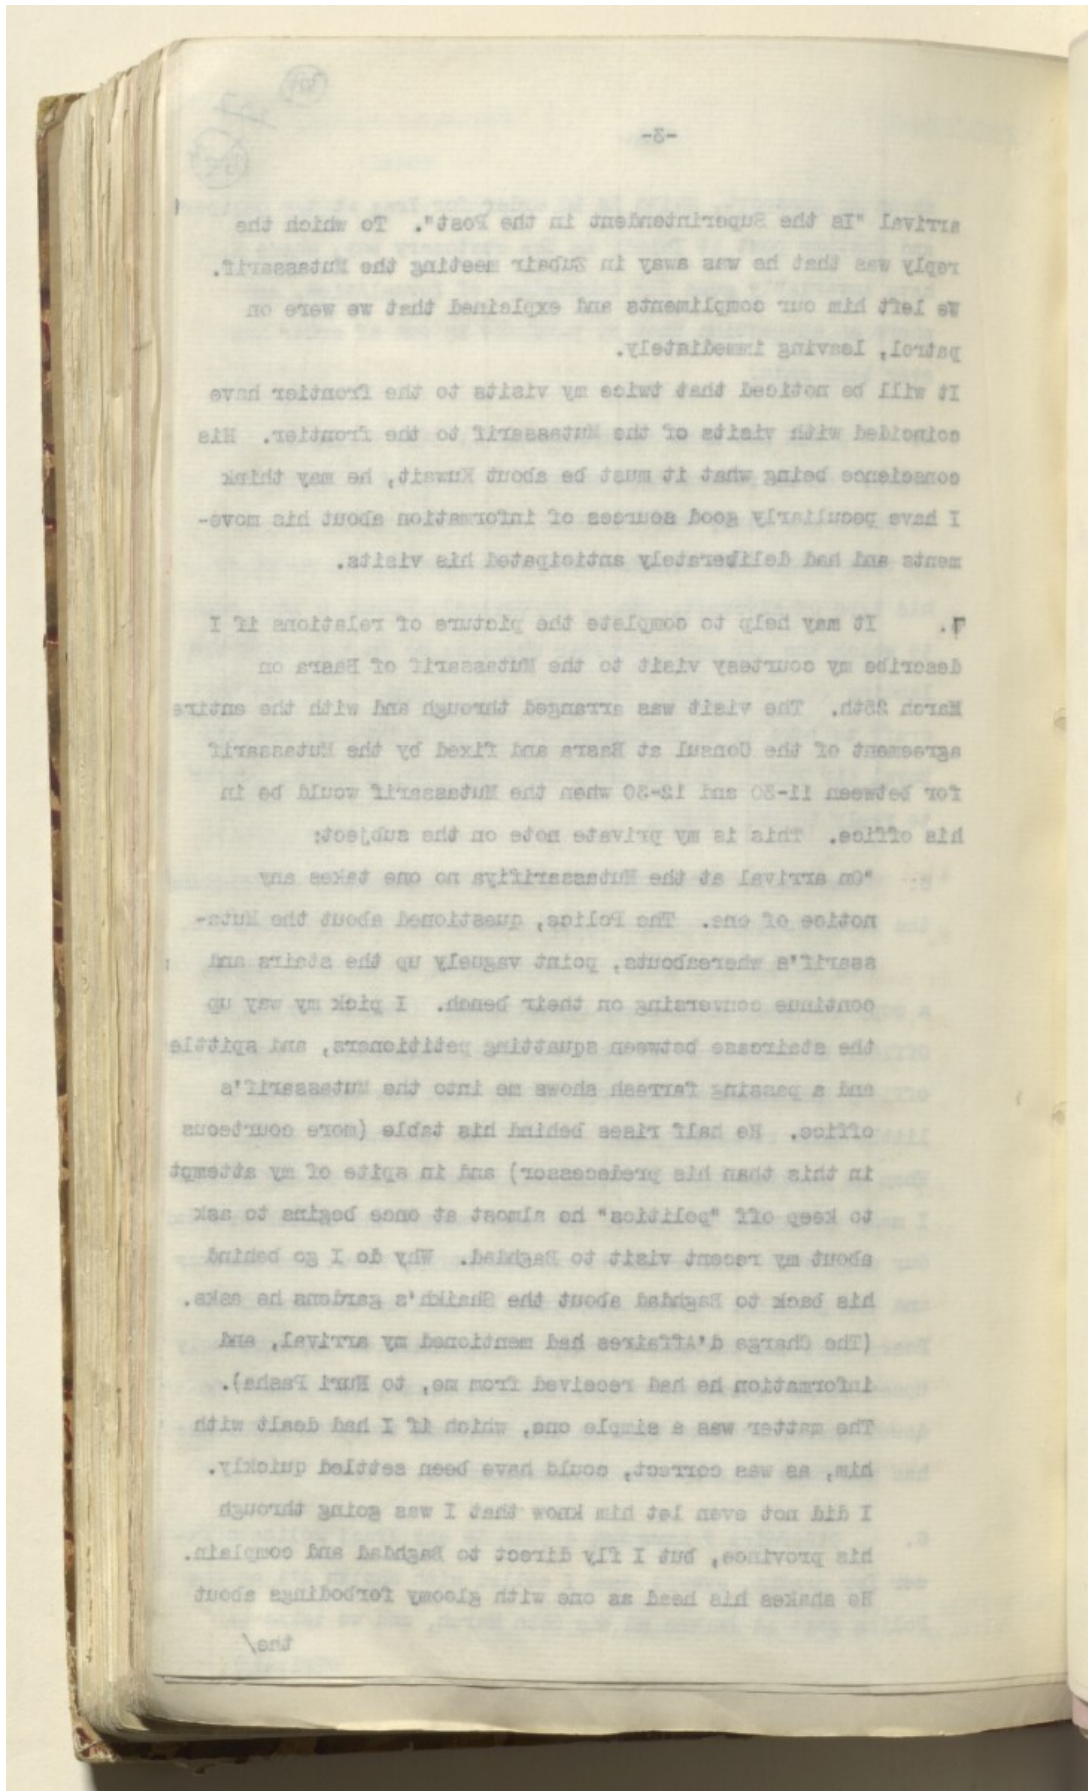 -3-
arrival "Is the Superintendent in the Post". To which the
reply was that he was away in Zubair meeting the Mutassarif.
We left him our compliments and explained that we were on
patrol, leaving immediately.
It will be noticed that twice my visits to the frontier have
coincided with visits of the Mutassarif to the frontier. His
conscience being what it must be about Kuwait, he may think
I have peculiarly good sources of information about his move-
ments and had deliberately anticipated his visits.
7. It may help to complete the picture of relations if I
describe my courtesy visit to the Mutassarif of Basra on
March 25th. The visit was arranged through and with the entire
agreement of the Consul at Basra and fixed by the Mutassarif
for between 11-30 and 12-30 when the Mutassarif would be in
his office. This is my private note on the subject:
"On arrival at the Mutassarifiya no one takes any
notice of one. The Police, questioned about the Muta-
ssarif's whereabouts, point vaguely up the stairs and
continue conversing on their bench. I pick my way up
the staircase between squatting petitioners, and spittle
and a passing farrash shows me into the Mutassarif's
office. He half rises behind his table (more courteous
in this than his predecessor) and in spite of my attempt
to keep off "politics" he almost at once begins to ask
about my recent visit to Baghdad. Why do I go behind
his back to Baghdad about the Shaikh's gardens he asks.
(The Charge d'Affaires had mentioned my arrival, and
information he had received from me, to Nuri Pasha).
The matter was a simple one, which if I had dealt with
him, as was correct, could have been settled quickly.
I did not even let him know that I was going through
his province, but I fly direct to Baghdad and complain.
He shakes his head as one with gloomy forbodings about
the/